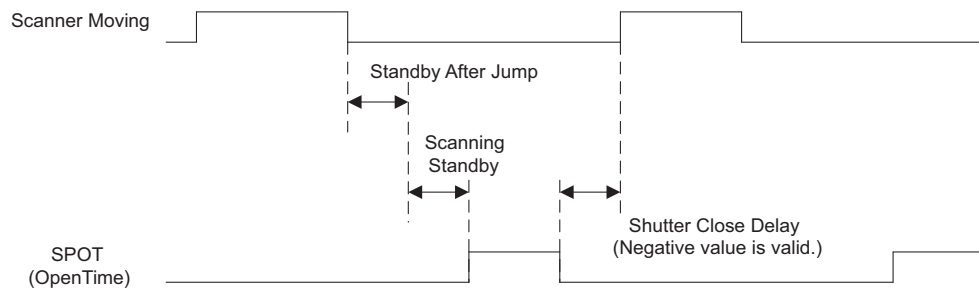 Scanner Moving
Standby After Jump
Scanning
Standby
Shutter Close Delay
(Negative value is valid.)
SPOT
(OpenTime)